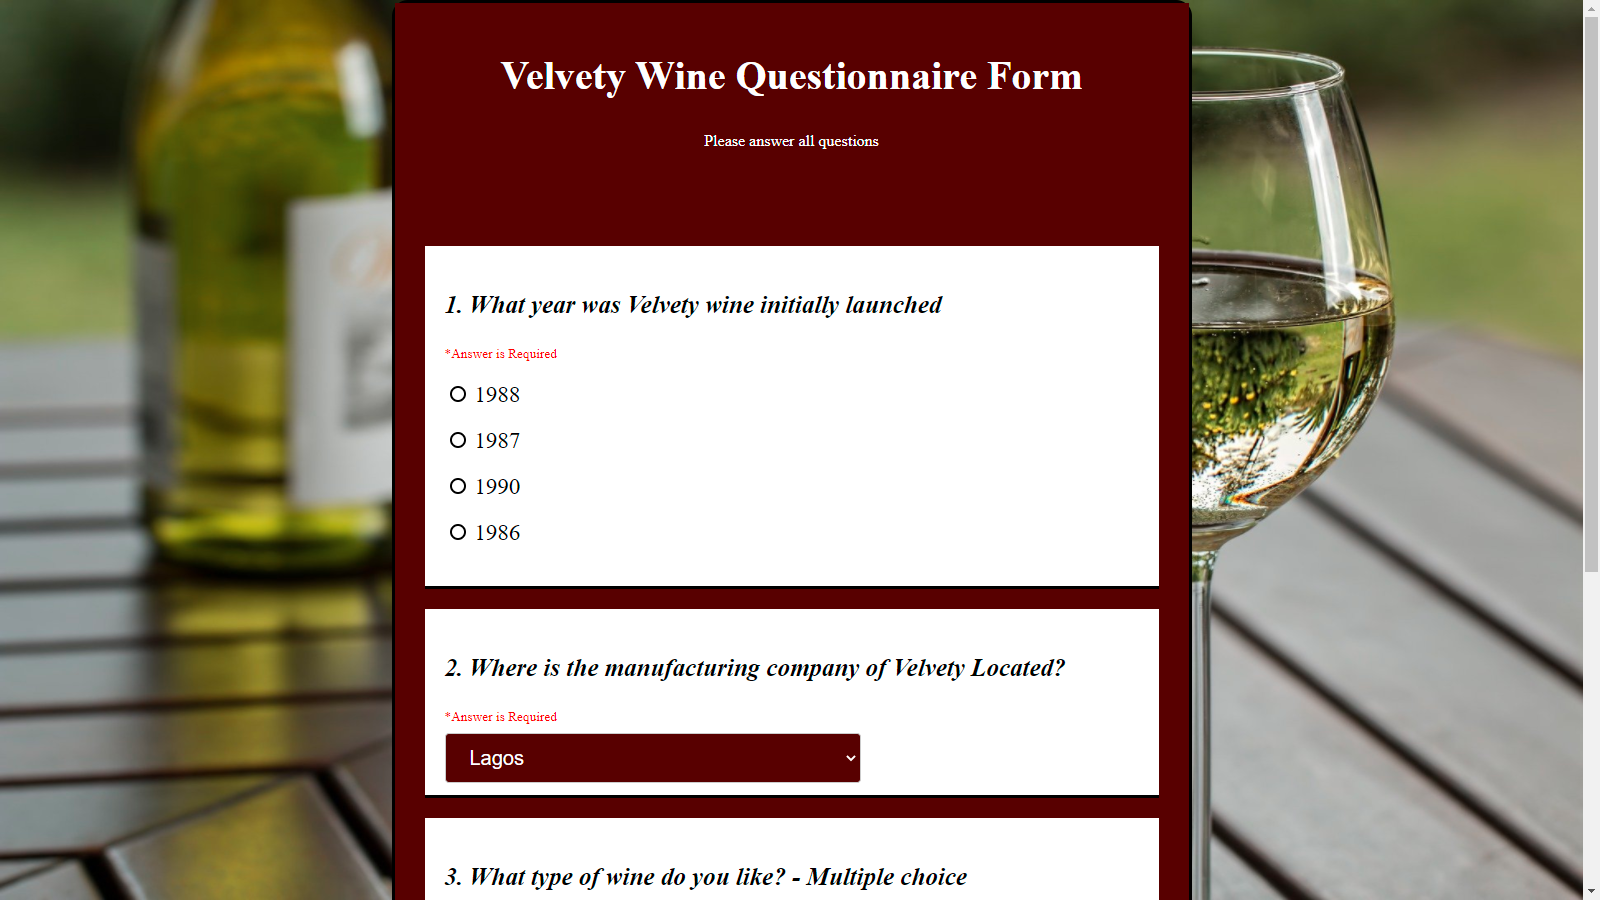 Velvety Wine Questionnaire Form
Please answer all questions
1. What year was Velvety wine initially launched
*Answer is Required
1988
1987
1990
1986
2. Where is the manufacturing company of Velvety Located?
*Answer is Required
Lagos
3. What type of wine do you like? - Multiple choice